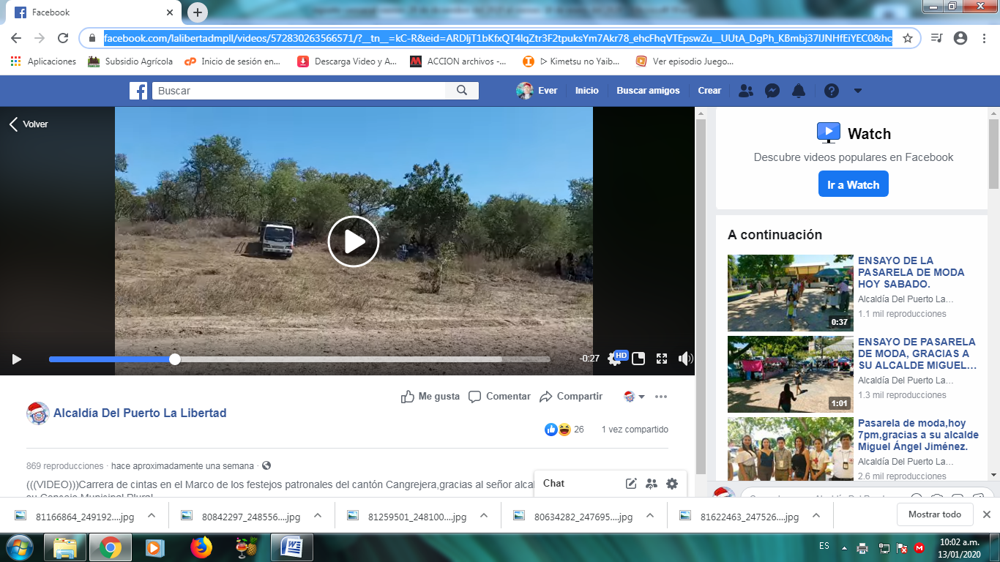 Facebook
facebook.com/lalibertadmpll/videos/572830263566571/?__tn__=kC-R&eid=ARDljT1bKfxQT4IqZtr3F2tpuksYm7Akr78_ehcFhqVTEpswZu__UUtA_DgPh_KBmbj37lJNHfEiYEC0&hc
Aplicaciones
Subsidio Agrícola
Inicio de sesión en...
Descarga Video y A...
ACCION archivos -...
ᐅ Kimetsu no Yaib...
Ver episodio Juego...
Buscar
Ever
Inicio
Buscar amigos
Crear
Volver
-0:27
HD
Alcaldía Del Puerto La Libertad
Me gusta
Comentar
Compartir
26
1 vez compartido
869 reproducciones · hace aproximadamente una semana ·
(((VIDEO)))Carrera de cintas en el Marco de los festejos patronales del cantón Cangrejera,gracias al señor alcal
su Concejo Municipal Plural
Watch
Descubre videos populares en Facebook
Ir a Watch
A continuación
0:37
ENSAYO DE LA
PASARELA DE MODA
HOY SABADO.
Alcaldía Del Puerto La...
1.1 mil reproducciones
1:01
ENSAYO DE PASARELA
DE MODA, GRACIAS A
SU ALCALDE MIGUEL...
Alcaldía Del Puerto La...
1.3 mil reproducciones
Pasarela de moda,hoy
7pm,gracias a su alcalde
Miguel Ángel Jiménez.
Alcaldía Del Puerto La...
2.6 mil reproducciones
Chat
81166864_249192....jpg
80842297_248556....jpg
81259501_248100....jpg
80634282_247695....jpg
81622463_247526....jpg
Mostrar todo
ES
10:02 a.m.
13/01/2020